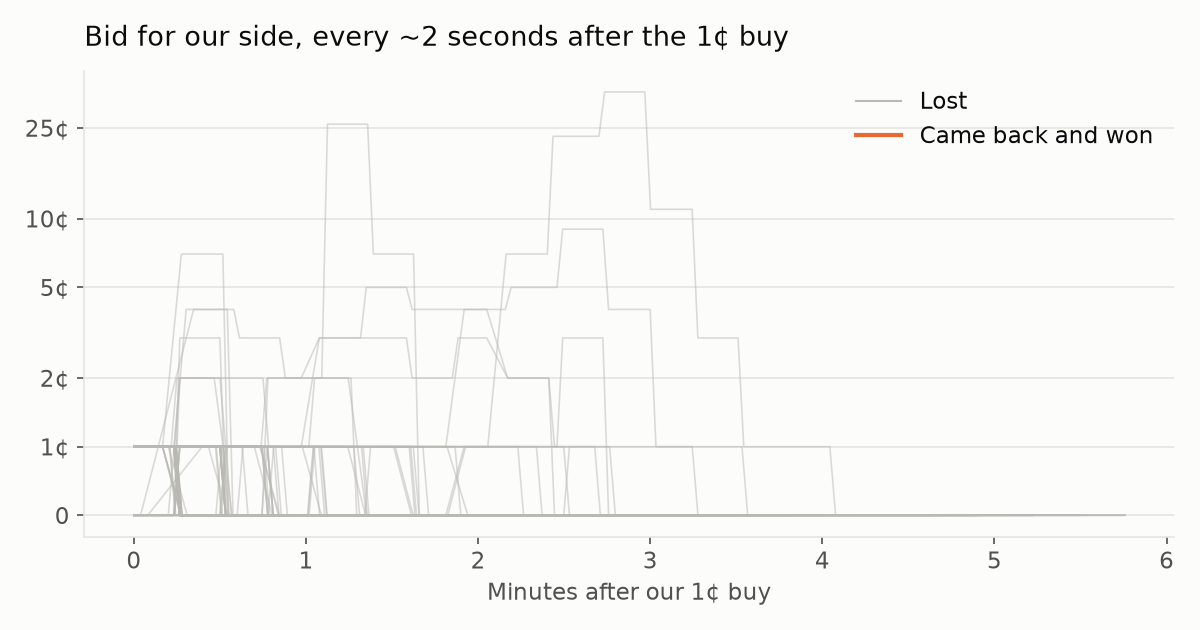 Bid for our side, every ~2 seconds after the 1¢ buy
Lost
Came back and won
25¢
10¢
5¢
2¢
1¢
0
0 1 2 3 4 5 6
Minutes after our 1¢ buy